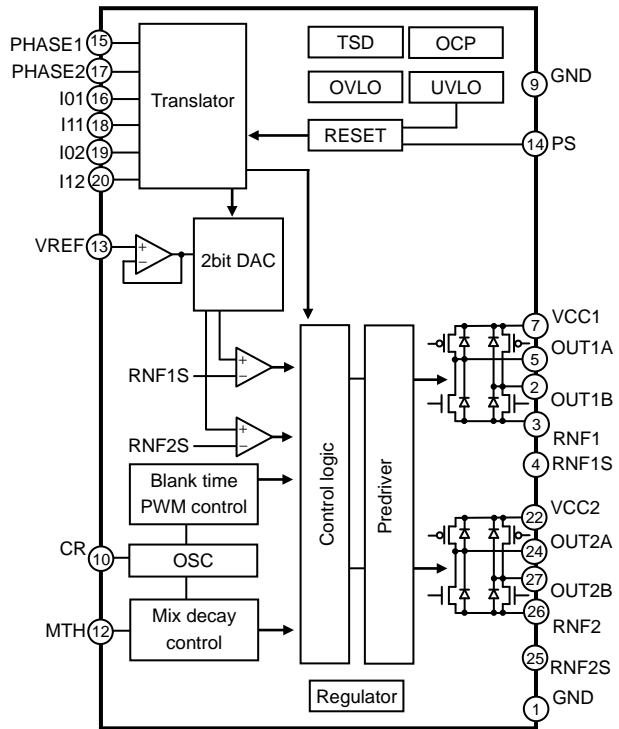 PHASE1 15
PHASE2 17
I01 16
I11 18
I02 19
I12 20
Translator
TSD
OCP
OVLO
UVLO
RESET
9 GND
14 PS
VREF 13
+
−
2bit DAC
RNF1S
+
−
RNF2S
+
−
Blank time
PWM control
CR 10
OSC
MTH 12
Mix decay
control
Control logic
Predriver
Regulator
7 VCC1
5 OUT1A
2 OUT1B
3 RNF1
4 RNF1S
22 VCC2
24 OUT2A
27 OUT2B
26 RNF2
25 RNF2S
1 GND